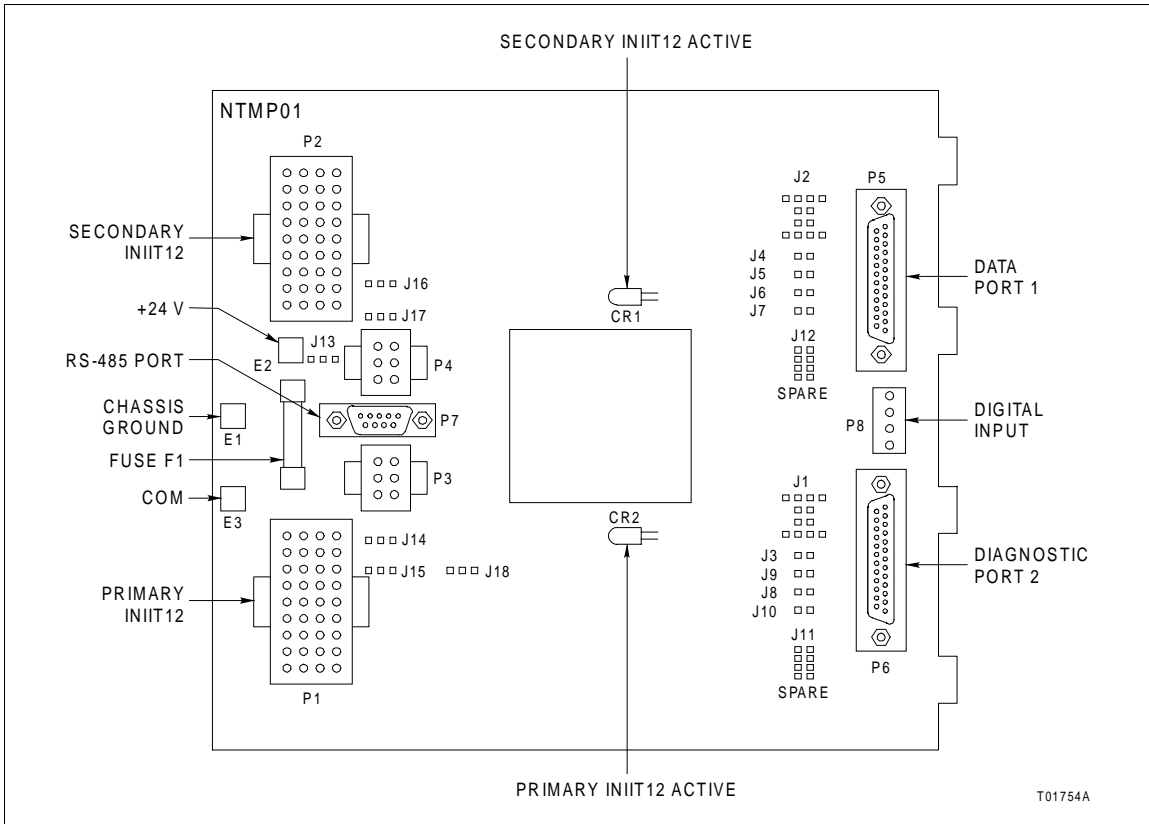 SECONDARY INIIT12 ACTIVE
NTMP01
P2
J2
P5
SECONDARY
INIIT12
J4
J5
DATA
PORT 1
J16
J6
CR1
J7
+24 V
J17
J13
J12
RS-485 PORT
E2
P4
SPARE
CHASSIS
GROUND
P7
P8
DIGITAL
INPUT
E1
FUSE F1
P3
J1
COM
E3
CR2
J14
J3
DIAGNOSTIC
PORT 2
J15
J18
J9
PRIMARY
INIIT12
J8
J10
J11
P6
P1
SPARE
PRIMARY INIIT12 ACTIVE
T01754A